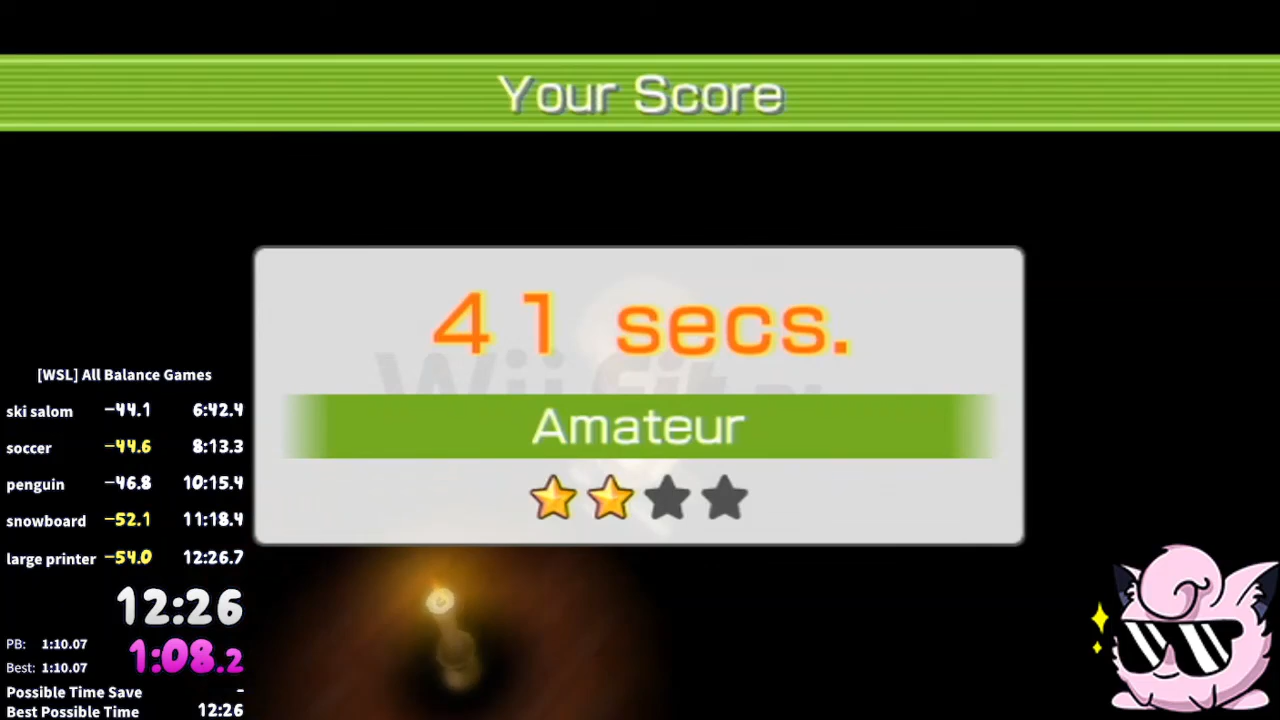 Your Score
41 secs.
Wii Fit
Amateur
[WSL] All Balance Games
ski salom −44.1 6:42.4
soccer −44.6 8:13.3
penguin −46.8 10:15.4
snowboard −52.1 11:18.4
large printer −54.0 12:26.7
12:26
PB: 1:10.07
1:08.2
Best: 1:10.07
Possible Time Save -
Best Possible Time 12:26